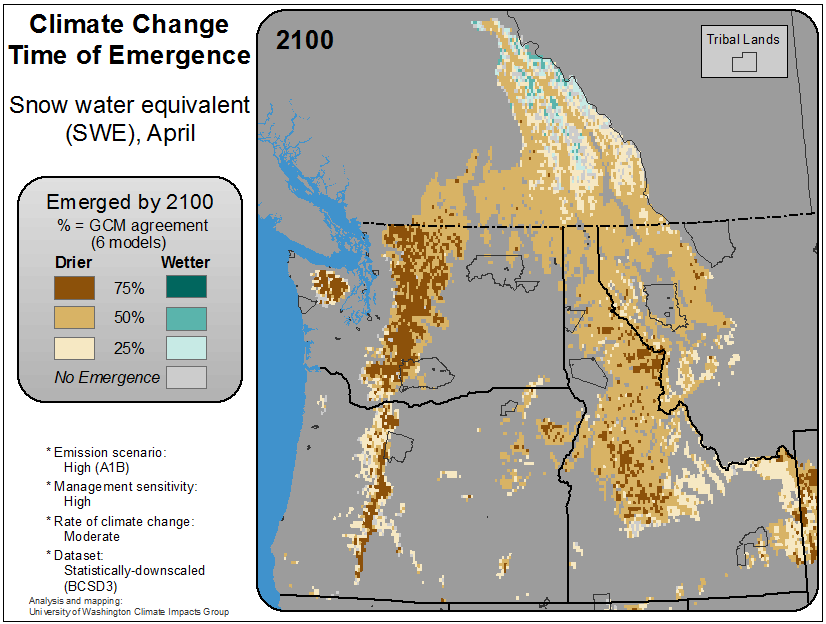 Climate Change
Time of Emergence
Snow water equivalent
(SWE), April
Emerged by 2100
% = GCM agreement
(6 models)
Drier Wetter
75%
50%
25%
No Emergence
* Emission scenario:
High (A1B)
* Management sensitivity:
High
* Rate of climate change:
Moderate
* Dataset:
Statistically-downscaled
(BCSD3)
Analysis and mapping:
University of Washington Climate Impacts Group
2100
Tribal Lands